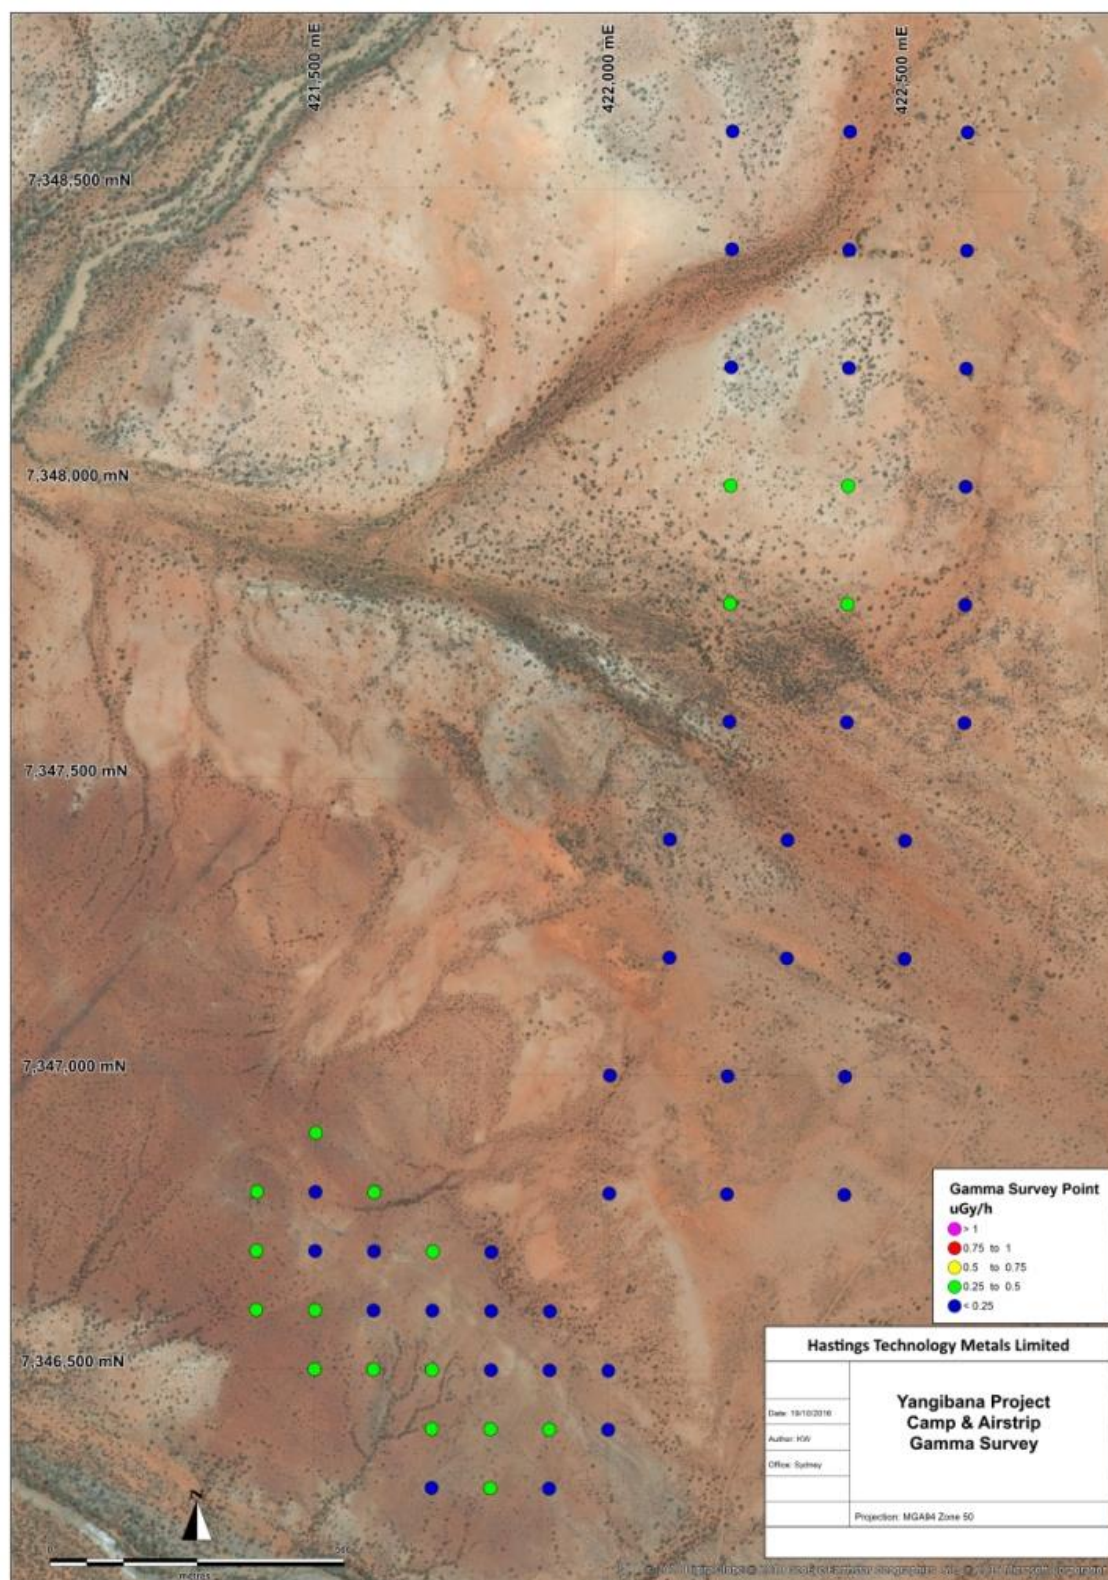 421,500 mE
422,000 mE
422,500 mE
7,348,500 mN
7,348,000 mN
7,347,500 mN
7,347,000 mN
7,346,500 mN
Gamma Survey Point
uGy/h
> 1
0.75 to 1
0.5 to 0.75
0.25 to 0.5
< 0.25
Hastings Technology Metals Limited
Date: 19/10/2016
Author: KW
Office: Sydney
Yangibana Project
Camp & Airstrip
Gamma Survey
Projection: MGA94 Zone 50
N
0
500
metres